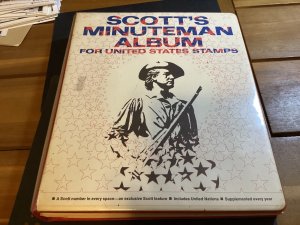 SCOTT'S
MINUTEMAN
ALBUM
FOR UNITED STATES STAMPS
■ A Scott number in every space—an exclusive Scott feature ■ Includes United Nations ■ Supplemented every year